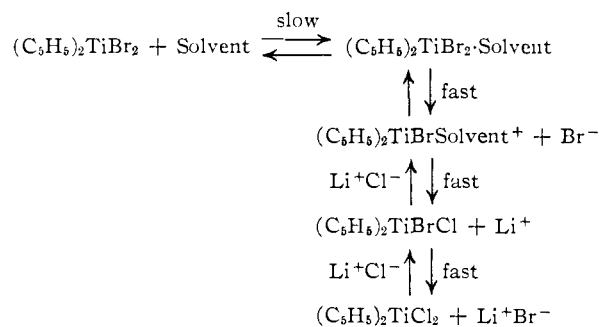 slow
(C₅H₅)₂TiBr₂ + Solvent ⇌ (C₅H₅)₂TiBr₂·Solvent
↑↓ fast
(C₅H₅)₂TiBrSolvent⁺ + Br⁻
Li⁺Cl⁻ ↑↓ fast
(C₅H₅)₂TiBrCl + Li⁺
Li⁺Cl⁻ ↑↓ fast
(C₅H₅)₂TiCl₂ + Li⁺Br⁻